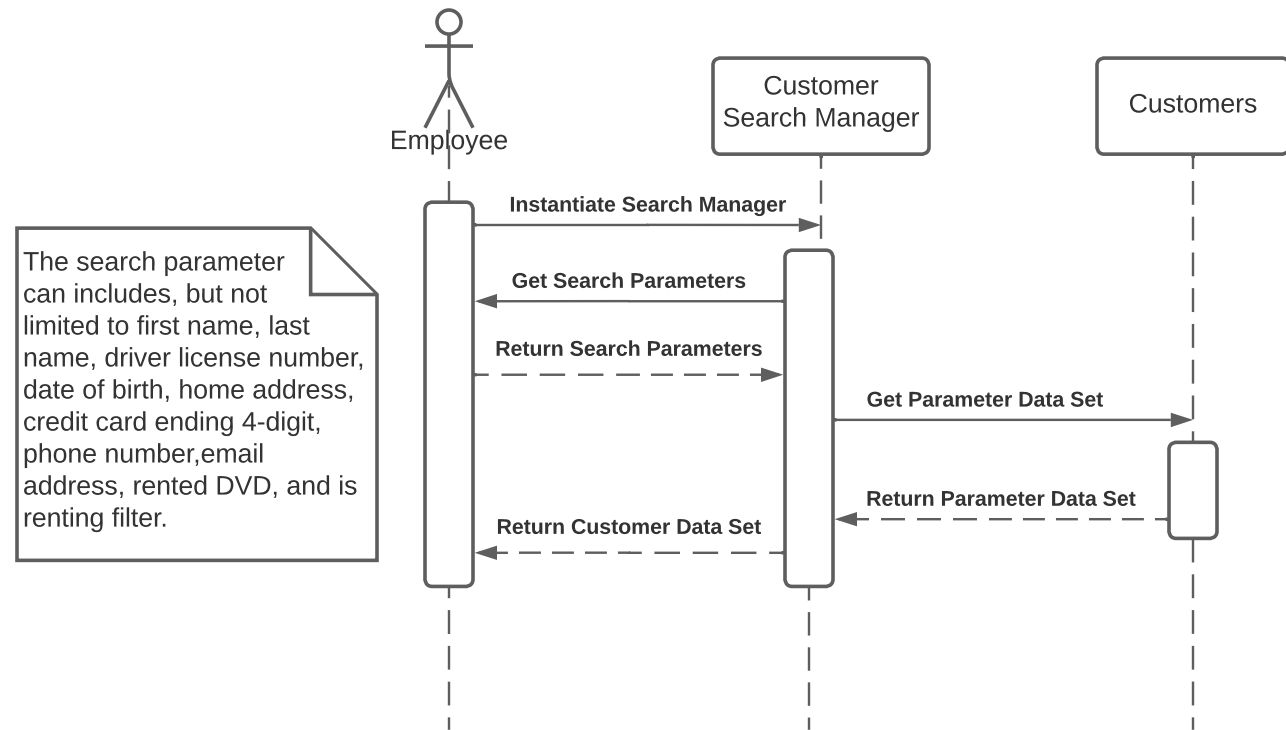 Employee
Customer
Search Manager
Customers
Instantiate Search Manager
Get Search Parameters
Return Search Parameters
Get Parameter Data Set
Return Parameter Data Set
Return Customer Data Set
The search parameter
can includes, but not
limited to first name, last
name, driver license number,
date of birth, home address,
credit card ending 4-digit,
phone number,email
address, rented DVD, and is
renting filter.